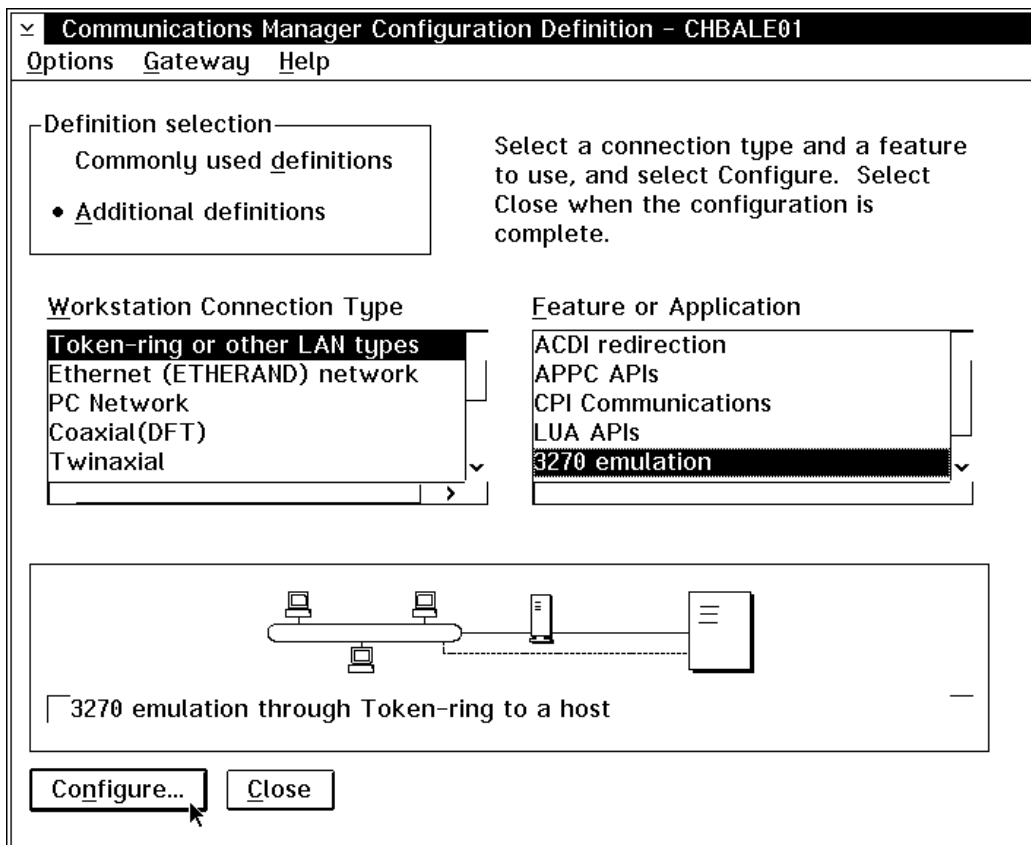 Communications Manager Configuration Definition – CHBALE01
Options Gateway Help
Definition selection
Commonly used definitions
• Additional definitions
Select a connection type and a feature
to use, and select Configure. Select
Close when the configuration is
complete.
Workstation Connection Type
Token-ring or other LAN types
Ethernet (ETHERAND) network
PC Network
Coaxial(DFT)
Twinaxial
Feature or Application
ACDI redirection
APPC APIs
CPI Communications
LUA APIs
3270 emulation
3270 emulation through Token-ring to a host
Configure...
Close